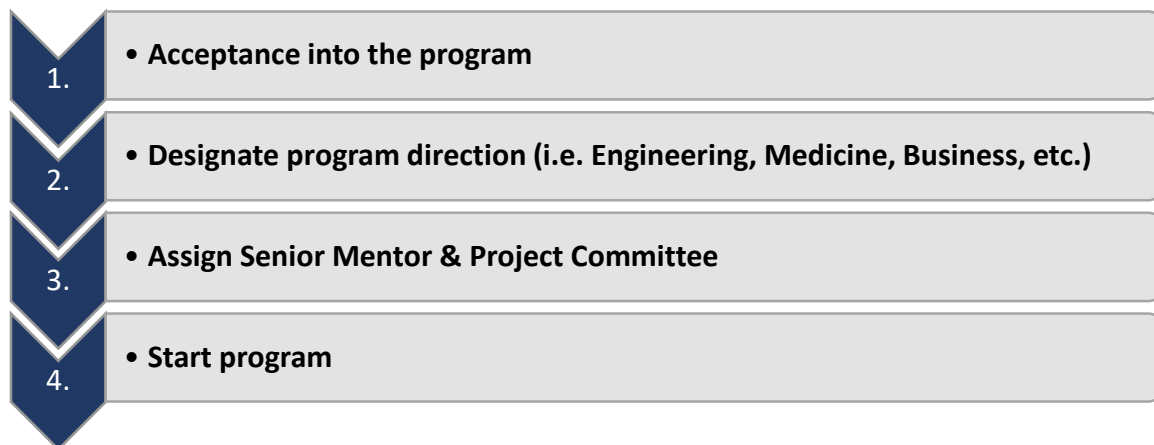 1.
• Acceptance into the program
2.
• Designate program direction (i.e. Engineering, Medicine, Business, etc.)
3.
• Assign Senior Mentor & Project Committee
4.
• Start program